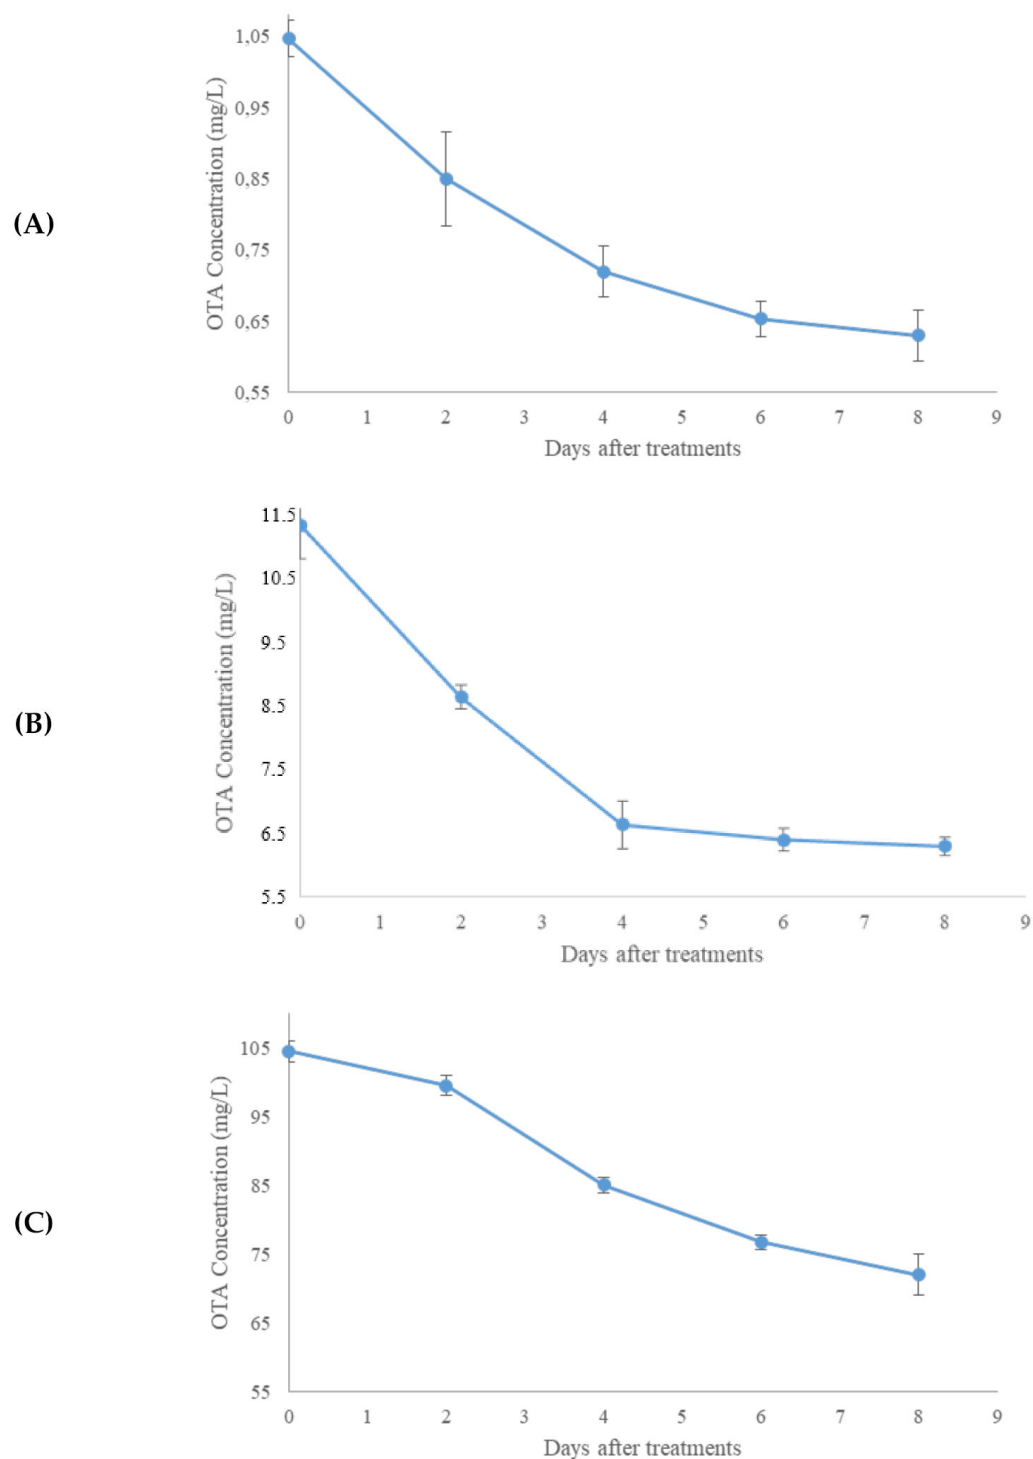 (A)
OTA Concentration (mg/L)
1,05
0,95
0,85
0,75
0,65
0,55
0 1 2 3 4 5 6 7 8 9
Days after treatments
(B)
OTA Concentration (mg/L)
11.5
10.5
9.5
8.5
7.5
6.5
5.5
0 1 2 3 4 5 6 7 8 9
Days after treatments
(C)
OTA Concentration (mg/L)
105
95
85
75
65
55
0 1 2 3 4 5 6 7 8 9
Days after treatments